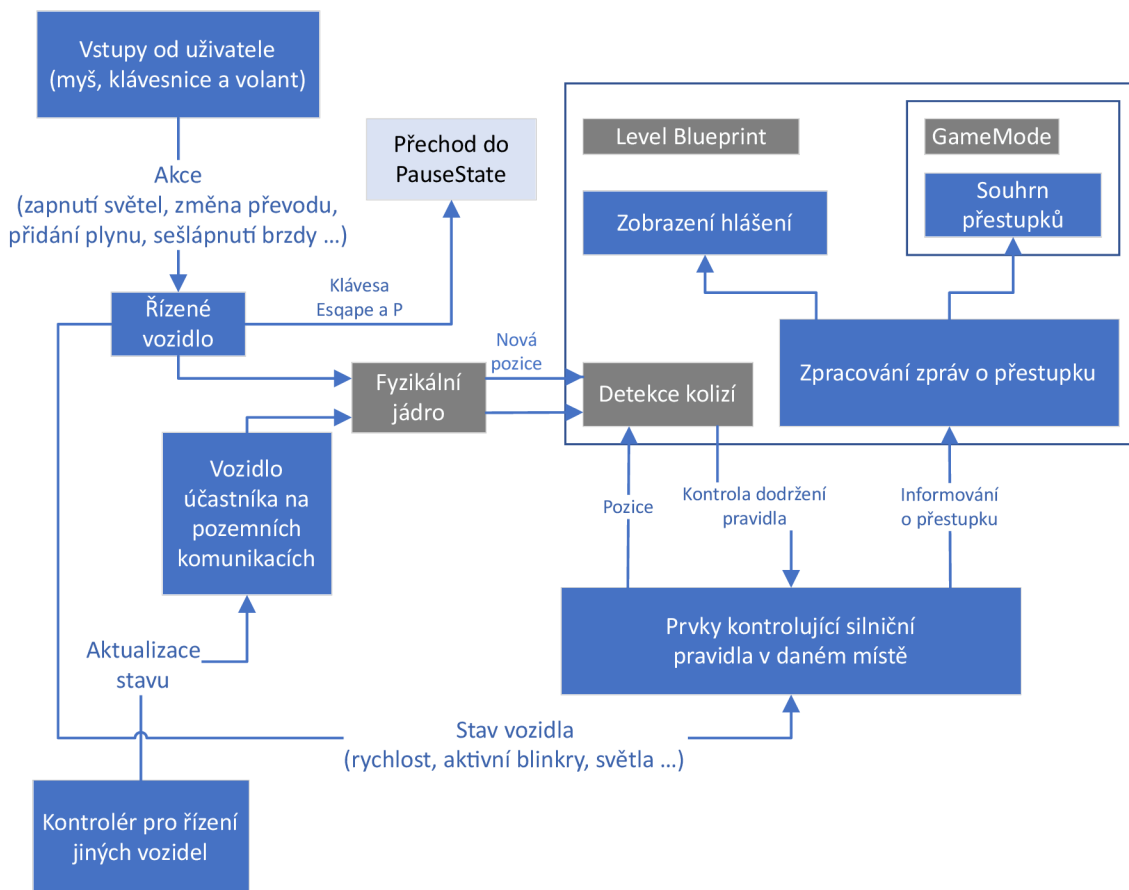 Vstupy od uživatele
(myš, klávesnice a volant)
Akce
(zapnutí světel, změna převodu,
přidání plynu, sešlápnutí brzdy ...)
Přechod do
PauseState
Level Blueprint
GameMode
Souhrn
přestupků
Zobrazení hlášení
Řízené
vozidlo
Klávesa
Esqape a P
Nová
pozice
Fyzikální
jádro
Detekce kolizí
Zpracování zpráv o přestupku
Vozidlo
účastníka na
pozemních
komunikacích
Pozice
Kontrola dodržení
pravidla
Informování
o přestupku
Prvky kontrolující silniční
pravidla v daném místě
Aktualizace
stavu
Stav vozidla
(rychlost, aktivní blinkry, světla ...)
Kontrolér pro řízení
jiných vozidel